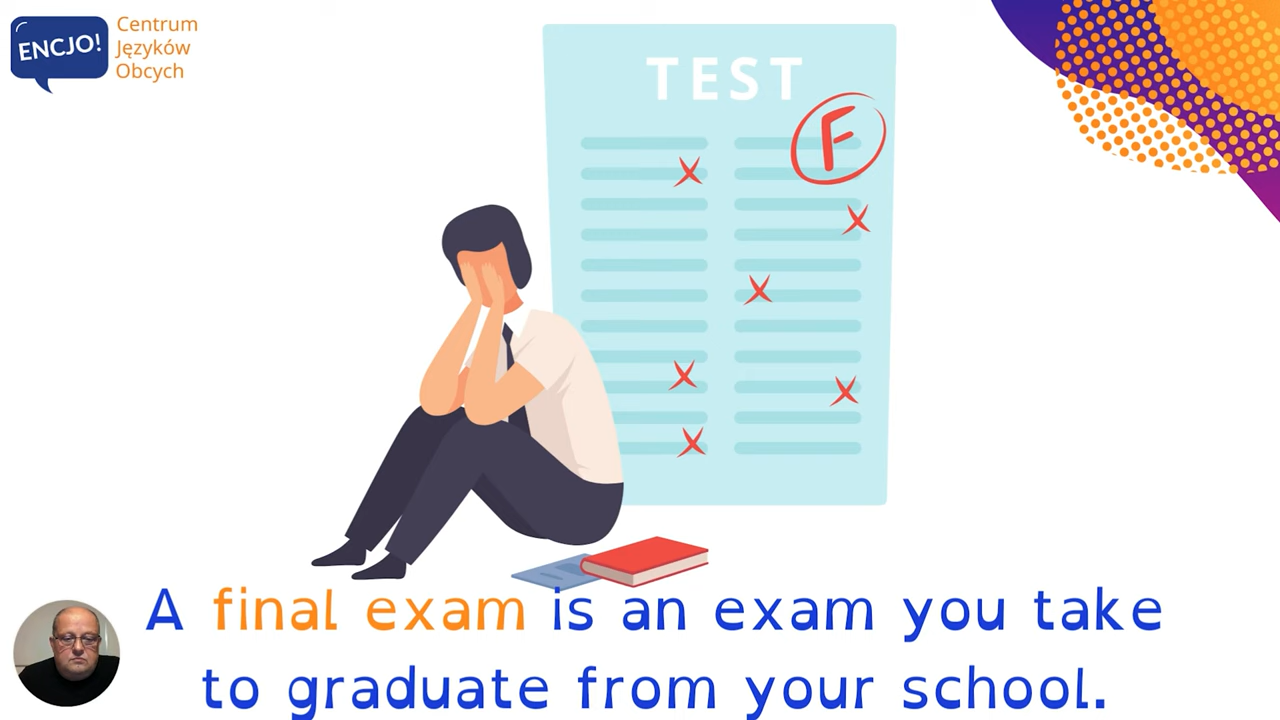 ENCJO!
Centrum
Języków
Obcych
TEST
F
A final exam is an exam you take
to graduate from your school.